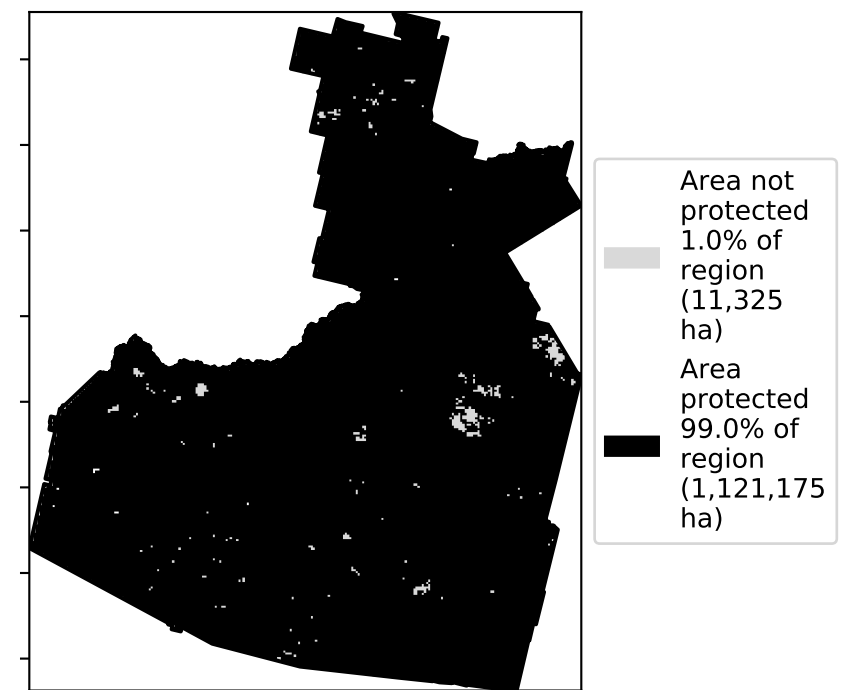 Area not
protected
1.0% of
region
(11,325
ha)
Area
protected
99.0% of
region
(1,121,175
ha)